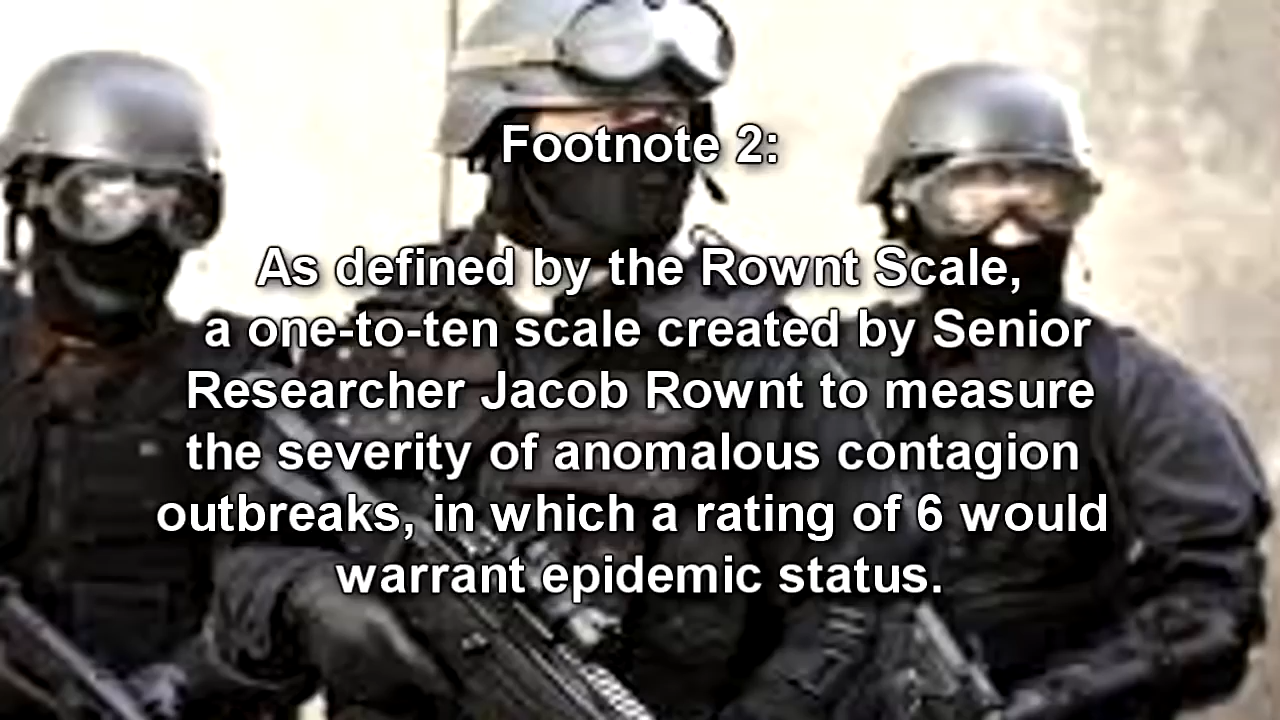 Footnote 2:
As defined by the Rownt Scale,
a one-to-ten scale created by Senior
Researcher Jacob Rownt to measure
the severity of anomalous contagion
outbreaks, in which a rating of 6 would
warrant epidemic status.